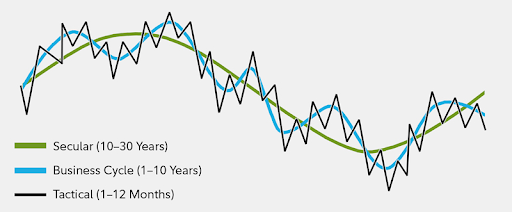 Secular (10–30 Years)
Business Cycle (1–10 Years)
Tactical (1–12 Months)